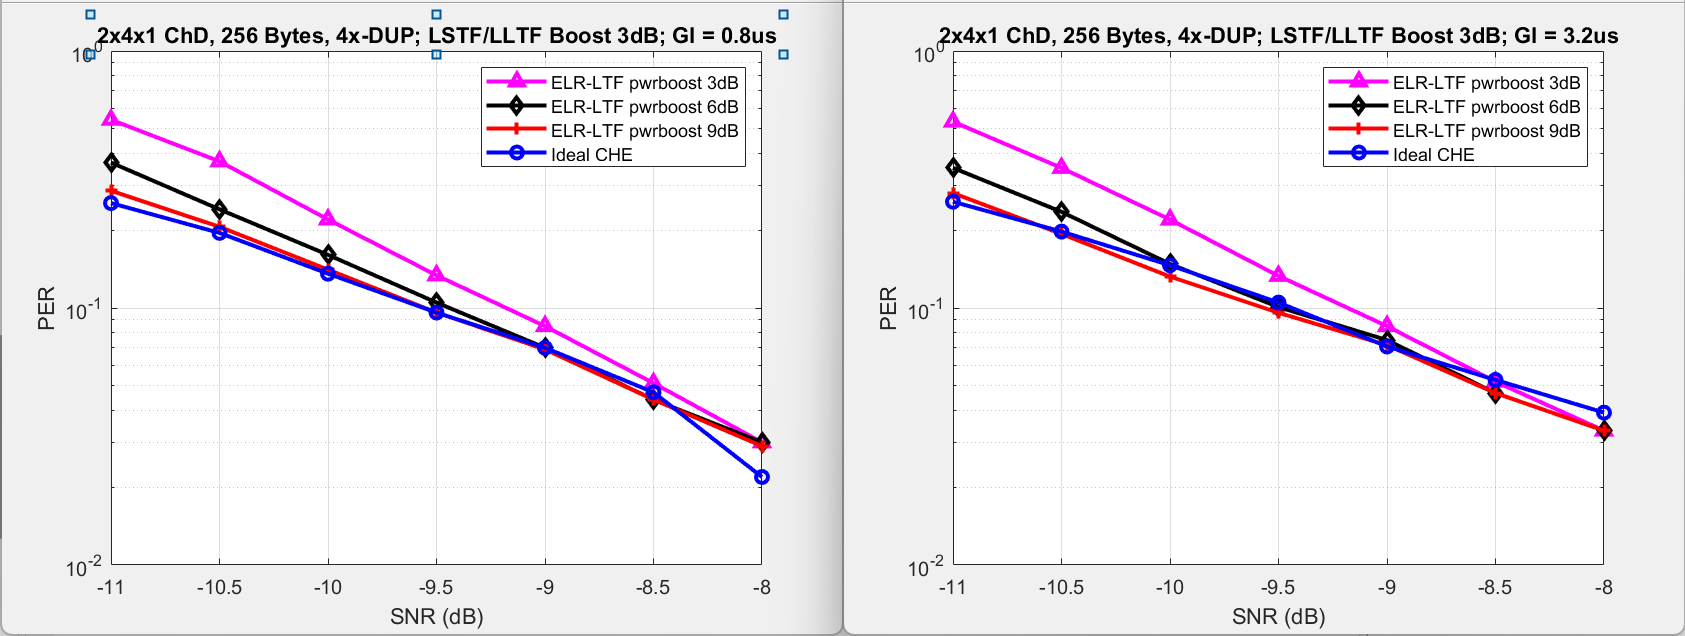 2x4x1 ChD, 256 Bytes, 4x-DUP; LSTF/LLTF Boost 3dB; GI = 0.8us
10^0
ELR-LTF pwrboost 3dB
ELR-LTF pwrboost 6dB
ELR-LTF pwrboost 9dB
Ideal CHE
PER
10^-1
10^-2
-11 -10.5 -10 -9.5 -9 -8.5 -8
SNR (dB)
2x4x1 ChD, 256 Bytes, 4x-DUP; LSTF/LLTF Boost 3dB; GI = 3.2us
10^0
ELR-LTF pwrboost 3dB
ELR-LTF pwrboost 6dB
ELR-LTF pwrboost 9dB
Ideal CHE
PER
10^-1
10^-2
-11 -10.5 -10 -9.5 -9 -8.5 -8
SNR (dB)